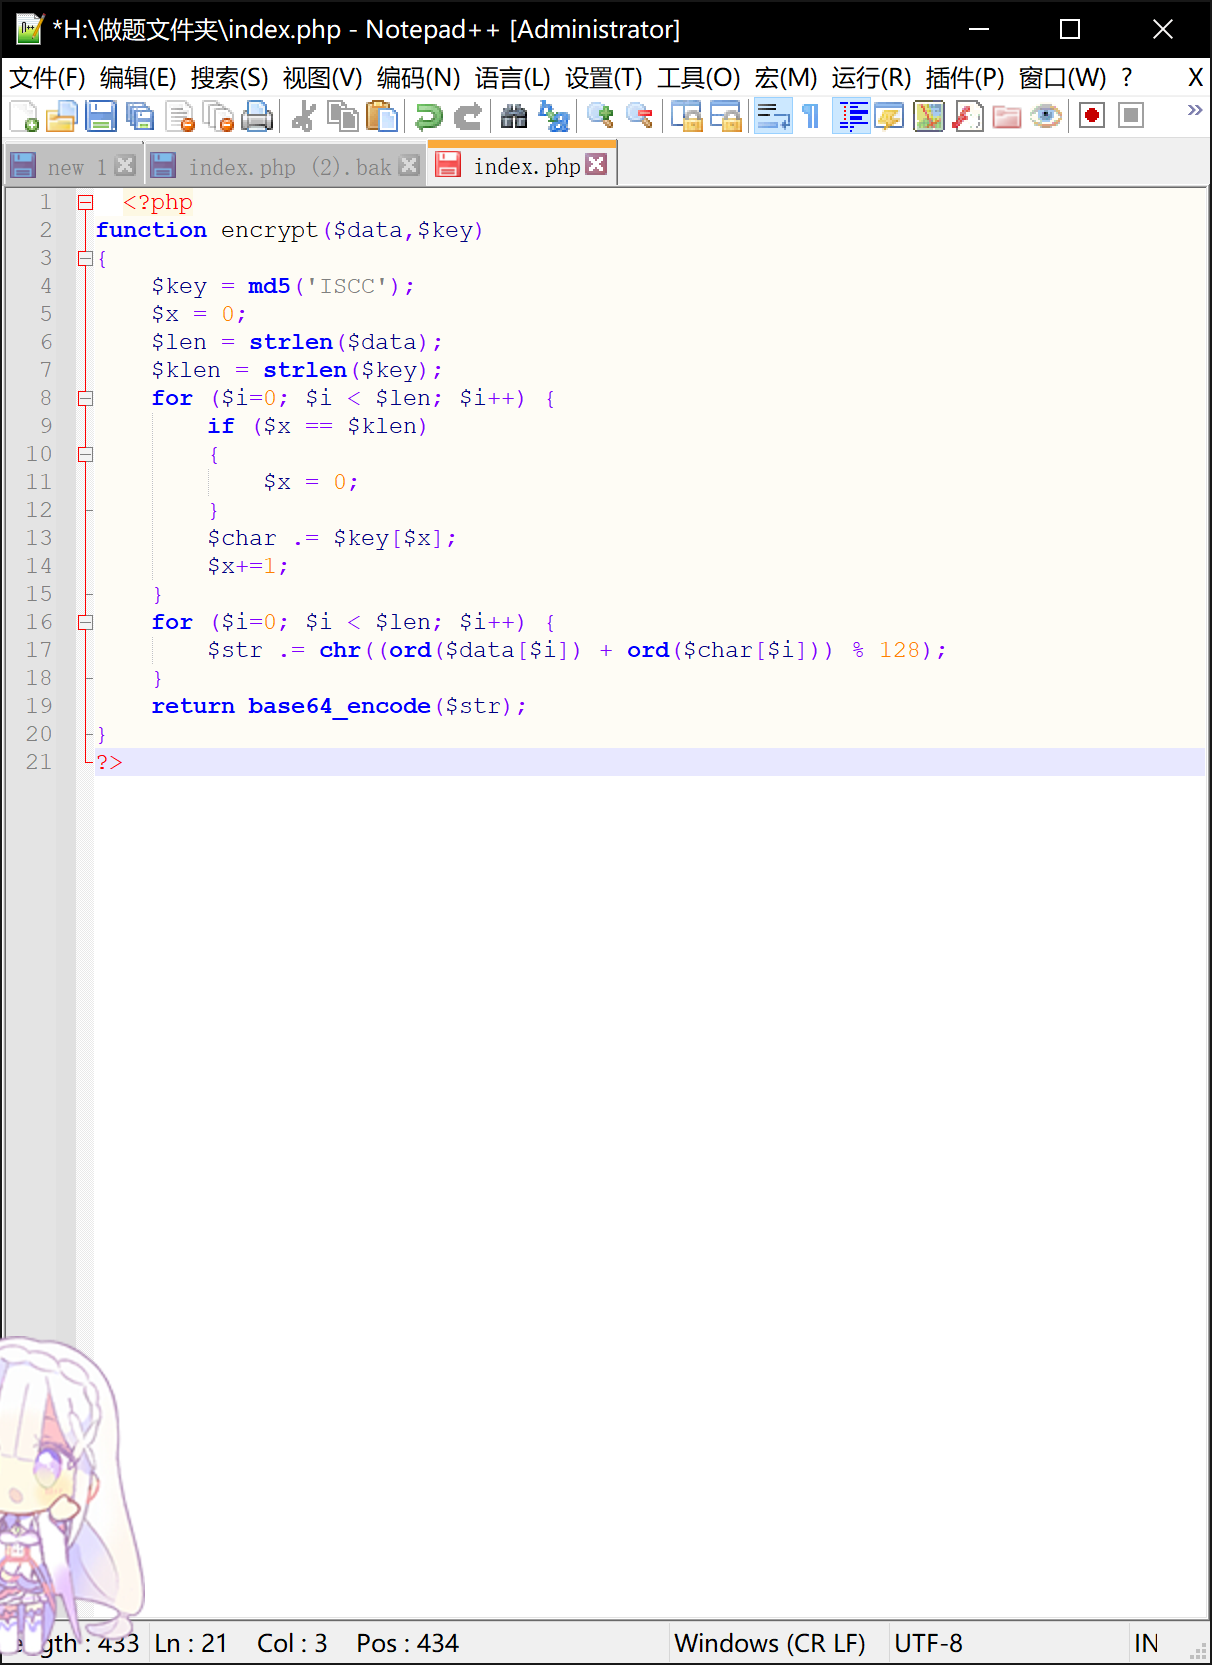 *H:\做题文件夹\index.php - Notepad++ [Administrator]
文件(F) 编辑(E) 搜索(S) 视图(V) 编码(N) 语言(L) 设置(T) 工具(O) 宏(M) 运行(R) 插件(P) 窗口(W) ? X
new 1 index.php (2).bak index.php
1 <?php
2 function encrypt($data,$key)
3 {
4 $key = md5('ISCC');
5 $x = 0;
6 $len = strlen($data);
7 $klen = strlen($key);
8 for ($i=0; $i < $len; $i++) {
9 if ($x == $klen)
10 {
11 $x = 0;
12 }
13 $char .= $key[$x];
14 $x+=1;
15 }
16 for ($i=0; $i < $len; $i++) {
17 $str .= chr((ord($data[$i]) + ord($char[$i])) % 128);
18 }
19 return base64_encode($str);
20 }
21 ?>
gth : 433 Ln : 21 Col : 3 Pos : 434 Windows (CR LF) UTF-8 IN